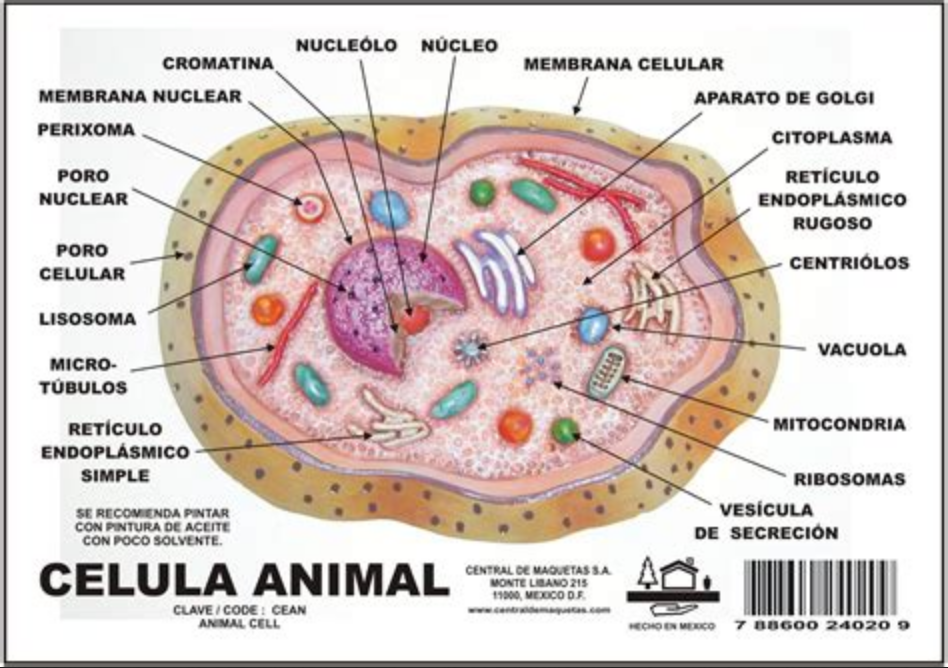 NUCLEÓLO
NÚCLEO
CROMATINA
MEMBRANA CELULAR
MEMBRANA NUCLEAR
APARATO DE GOLGI
PERIXOMA
CITOPLASMA
PORO
NUCLEAR
RETÍCULO
ENDOPLÁSMICO
RUGOSO
PORO
CELULAR
CENTRIÓLOS
LISOSOMA
VACUOLA
MICRO-
TÚBULOS
MITOCONDRIA
RETÍCULO
ENDOPLÁSMICO
SIMPLE
RIBOSOMAS
VESÍCULA
DE SECRECIÓN
SE RECOMIENDA PINTAR
CON PINTURA DE ACEITE
CON POCO SOLVENTE.
CELULA ANIMAL
CLAVE / CODE : CEAN
ANIMAL CELL
CENTRAL DE MAQUETAS S.A.
MONTE LIBANO 215
11000, MEXICO D.F.
www.centraldemaquetas.com
HECHO EN MEXICO
7 88600 24020 9